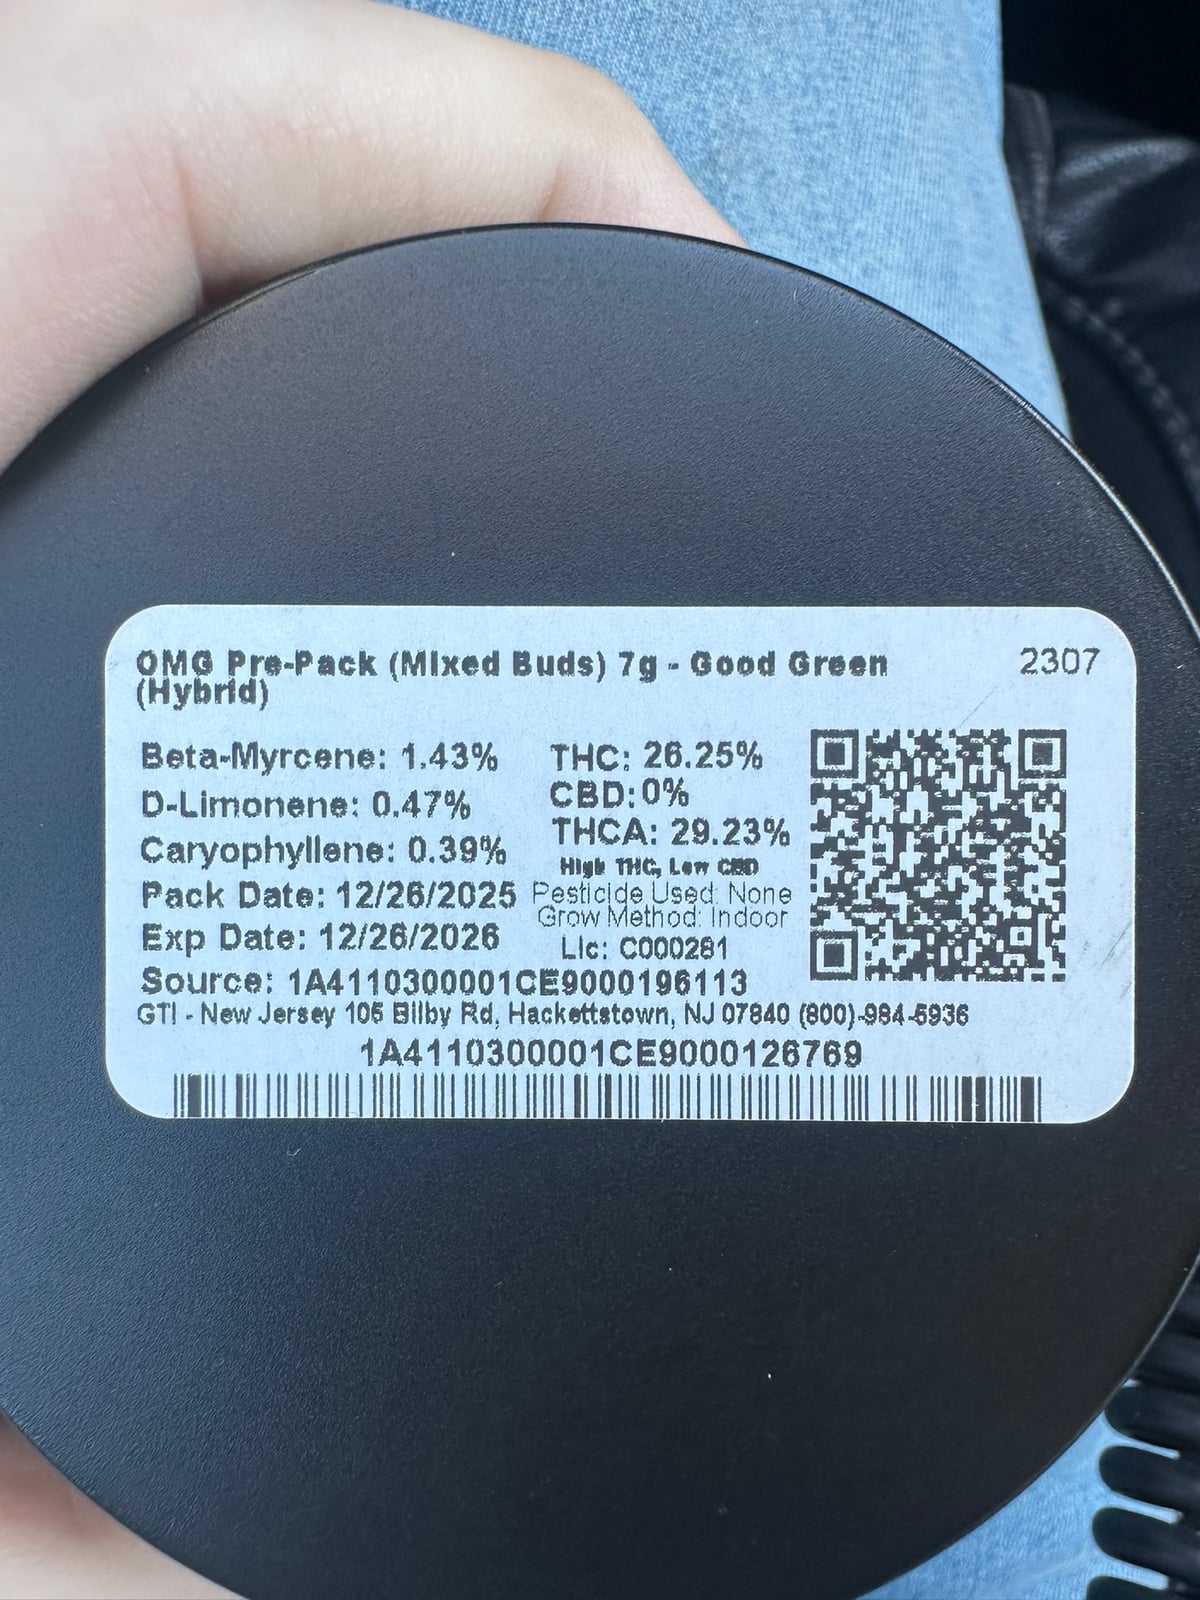 OMG Pre-Pack (Mixed Buds) 7g - Good Green
(Hybrid)
2307
Beta-Myrcene: 1.43%
D-Limonene: 0.47%
Caryophyllene: 0.39%
Pack Date: 12/26/2025
Exp Date: 12/26/2026
THC: 26.25%
CBD: 0%
THCA: 29.23%
High THC, Low CBD
Pesticide Used: None
Grow Method: Indoor
Lic: C000281
Source: 1A4110300001CE9000196113
GTI - New Jersey 106 Bilby Rd, Hackettstown, NJ 07840 (800)-984-5936
1A4110300001CE9000126769